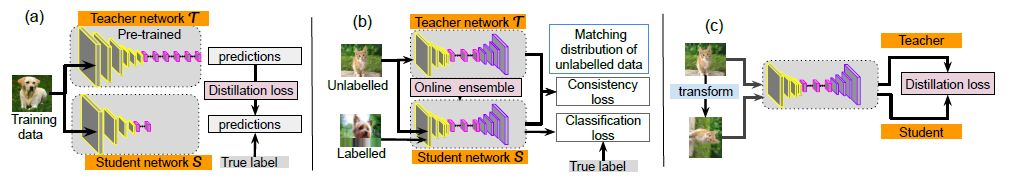 (a)
Teacher network 𝒯
Pre-trained
predictions
Distillation loss
predictions
Training
data
Student network 𝒮
True label
(b)
Teacher network 𝒯
Matching
distribution of
unlabelled data
Unlabelled
Online ensemble
Consistency
loss
Classification
loss
Labelled
Student network 𝒮
True label
(c)
Teacher
transform
Distillation loss
Student